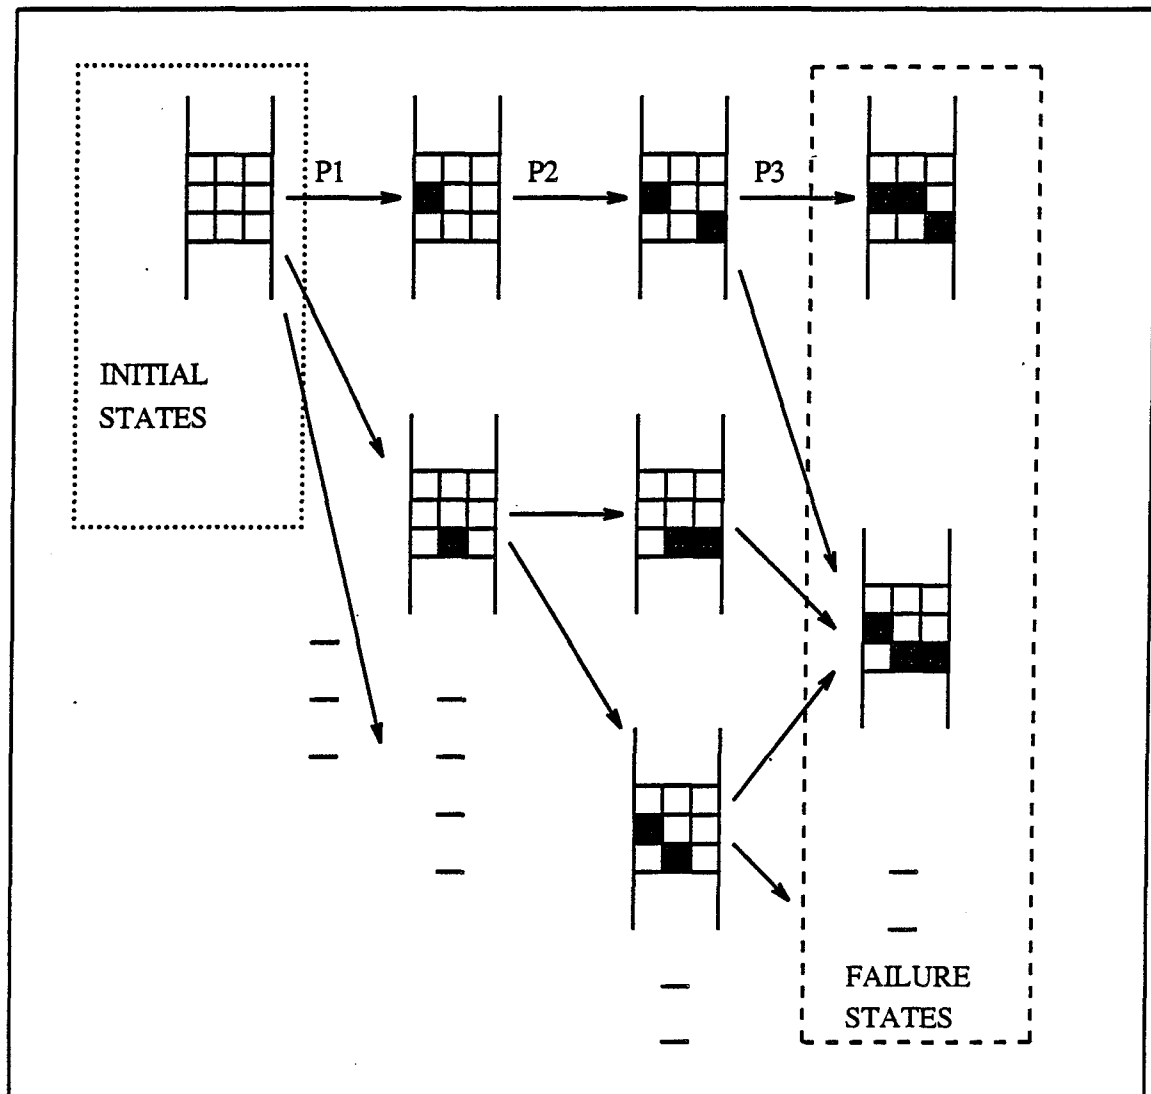 P1
P2
P3
INITIAL
STATES
FAILURE
STATES